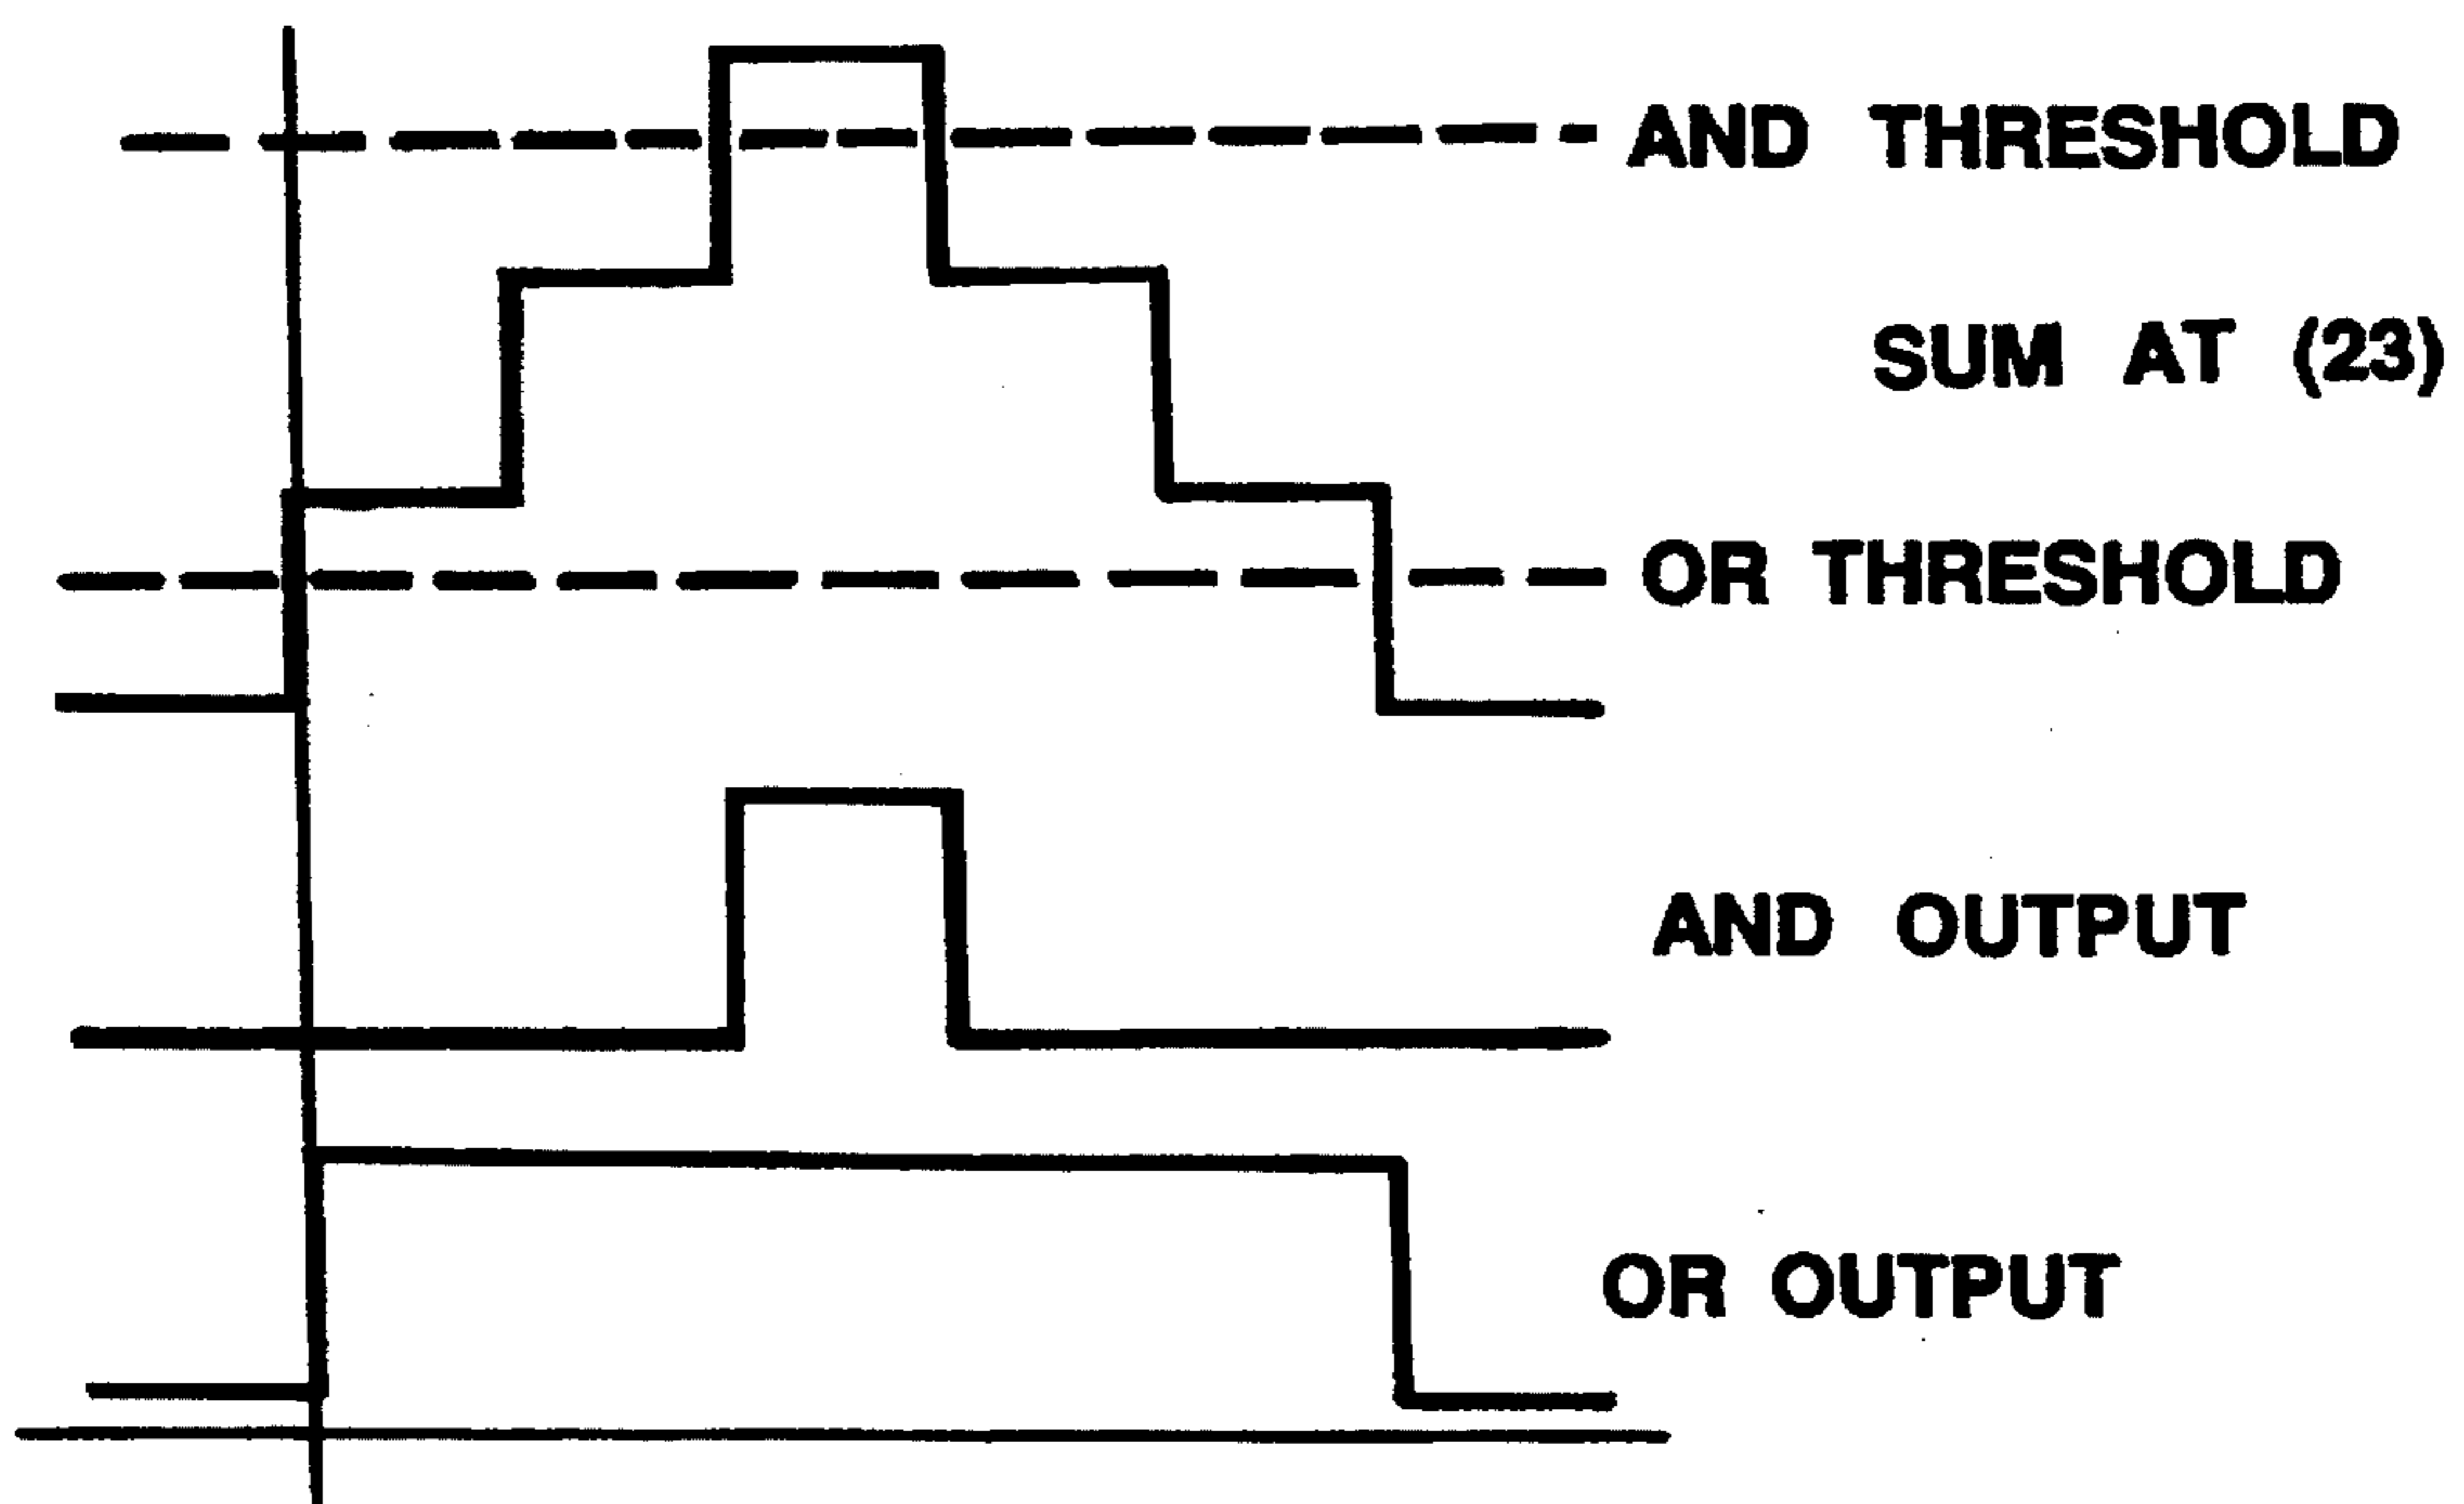 AND THRESHOLD
SUM AT (23)
OR THRESHOLD
AND OUTPUT
OR OUTPUT